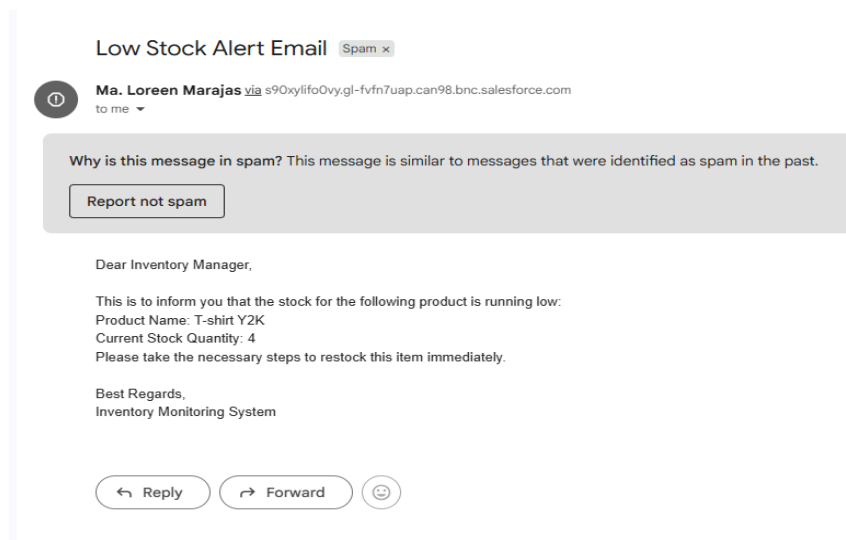 Low Stock Alert Email Spam ×
Ma. Loreen Marajas via s90xylifo0vy.gl-fvfn7uap.can98.bnc.salesforce.com
to me
Why is this message in spam? This message is similar to messages that were identified as spam in the past.
Report not spam
Dear Inventory Manager,
This is to inform you that the stock for the following product is running low:
Product Name: T-shirt Y2K
Current Stock Quantity: 4
Please take the necessary steps to restock this item immediately.
Best Regards,
Inventory Monitoring System
Reply Forward